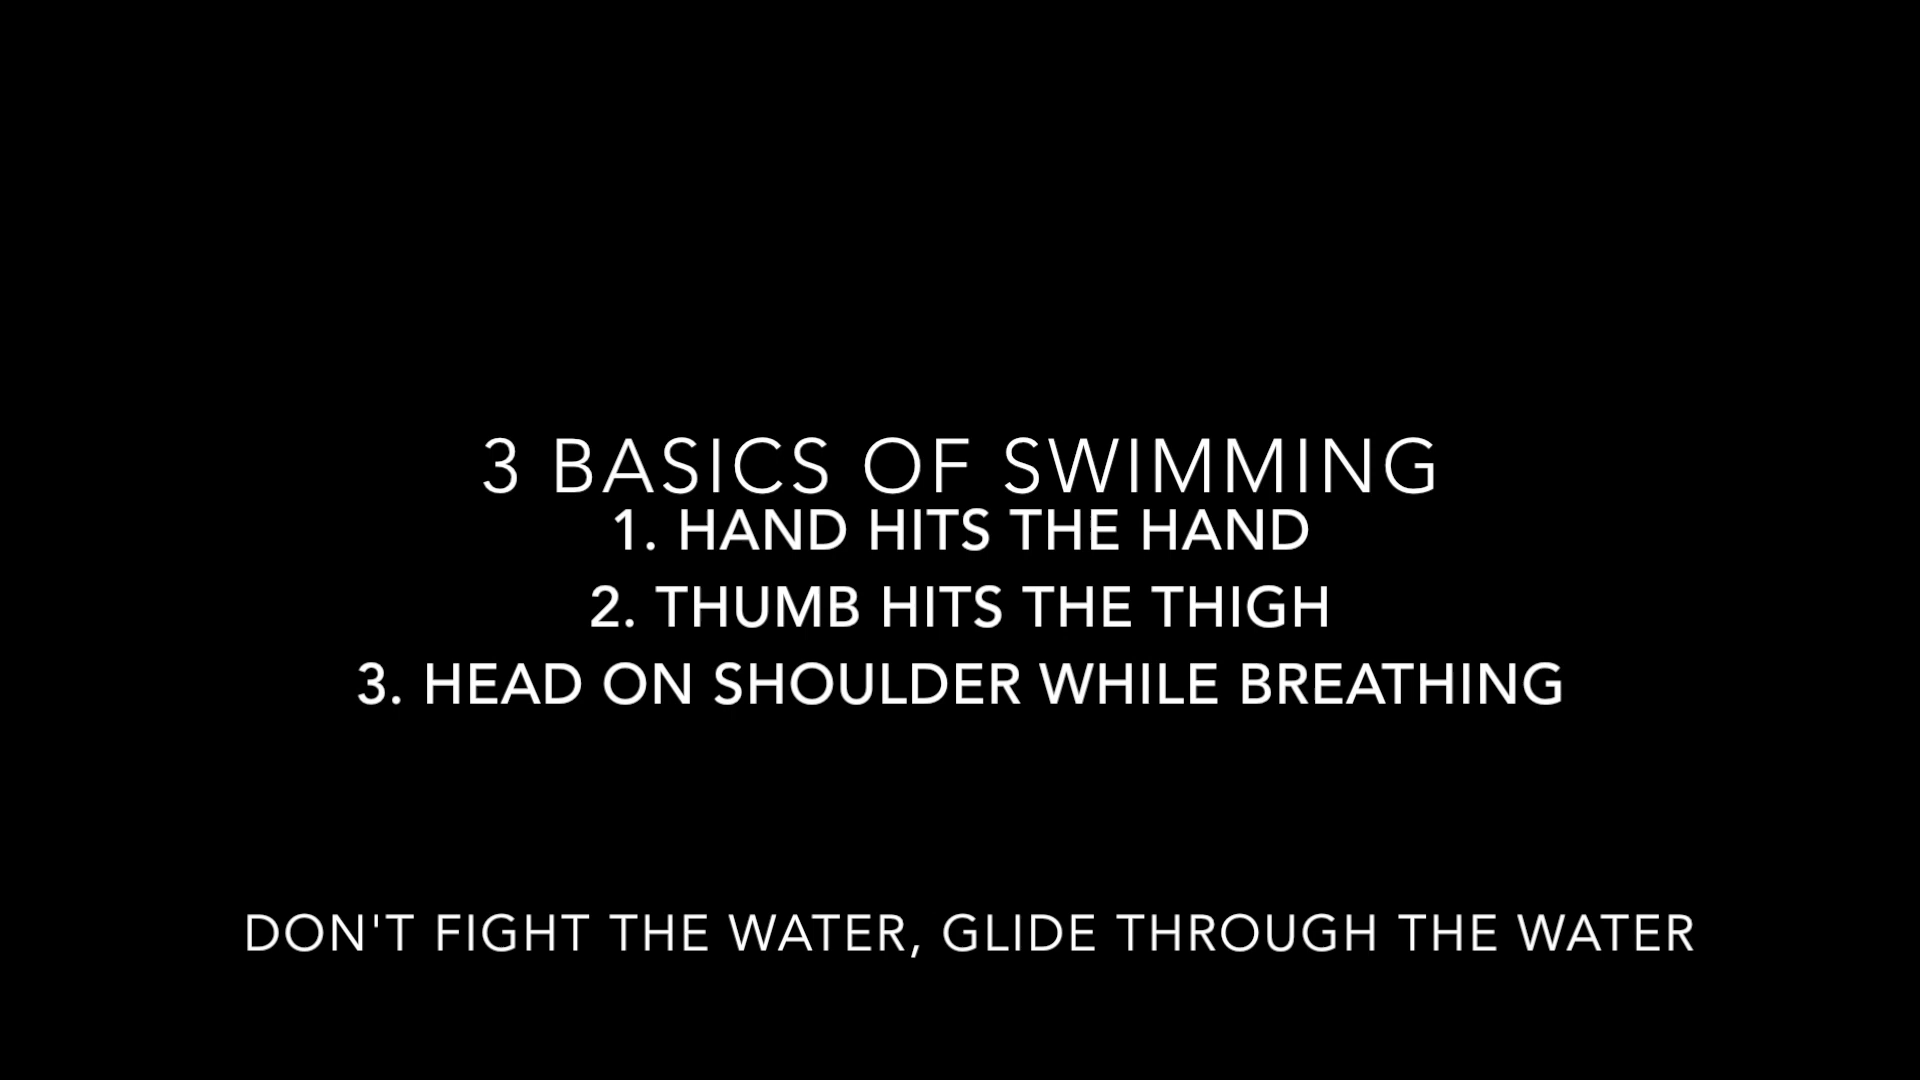 3 BASICS OF SWIMMING
1. HAND HITS THE HAND
2. THUMB HITS THE THIGH
3. HEAD ON SHOULDER WHILE BREATHING
DON'T FIGHT THE WATER, GLIDE THROUGH THE WATER